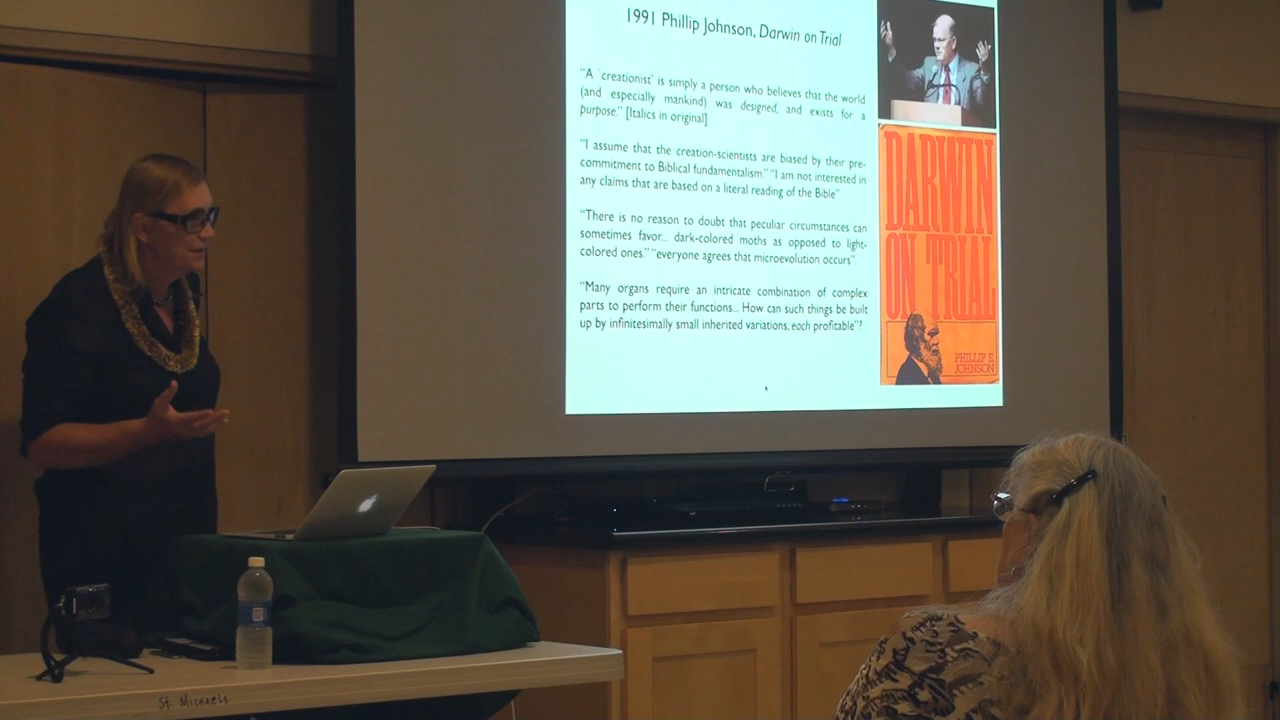 1991 Phillip Johnson, Darwin on Trial
"A `creationist' is simply a person who believes that the world
(and especially mankind) was designed, and exists for a
purpose." [Italics in original]
"I assume that the creation-scientists are biased by their pre-
commitment to Biblical fundamentalism." "I am not interested in
any claims that are based on a literal reading of the Bible"
"There is no reason to doubt that peculiar circumstances can
sometimes favor... dark-colored moths as opposed to light-
colored ones." "everyone agrees that microevolution occurs".
"Many organs require an intricate combination of complex
parts to perform their functions... How can such things be built
up by infinitesimally small inherited variations, each profitable"?
DARWIN
ON TRIAL
PHILLIP E.
JOHNSON
St Michaels